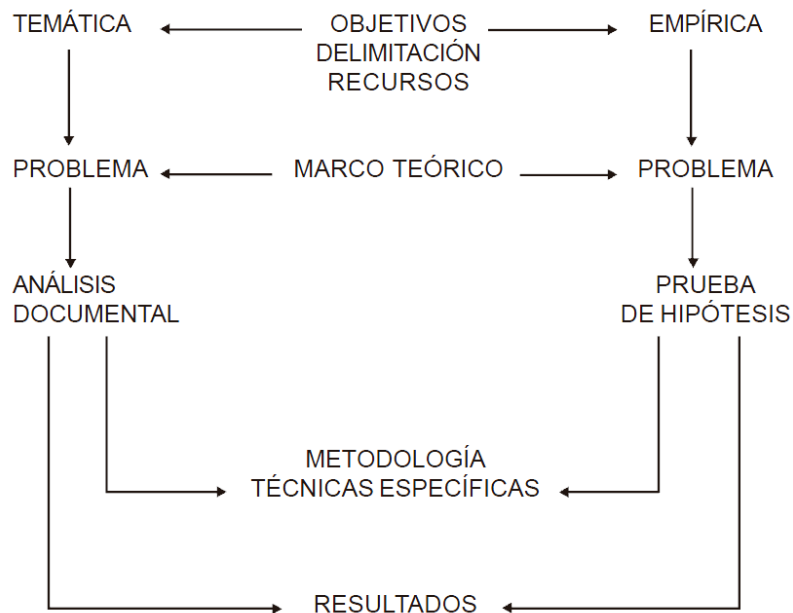 TEMÁTICA
OBJETIVOS
DELIMITACIÓN
RECURSOS
EMPÍRICA
PROBLEMA
MARCO TEÓRICO
PROBLEMA
ANÁLISIS
DOCUMENTAL
PRUEBA
DE HIPÓTESIS
METODOLOGÍA
TÉCNICAS ESPECÍFICAS
RESULTADOS